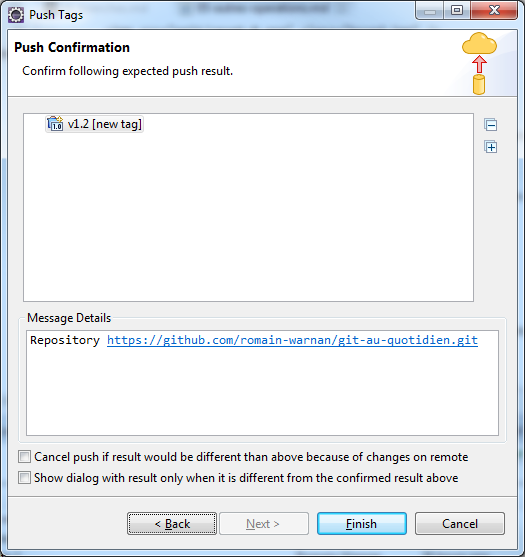 Push Tags
Push Confirmation
Confirm following expected push result.
v1.2 [new tag]
Message Details
Repository https://github.com/romain-warnan/git-au-quotidien.git
Cancel push if result would be different than above because of changes on remote
Show dialog with result only when it is different from the confirmed result above
< Back
Next >
Finish
Cancel